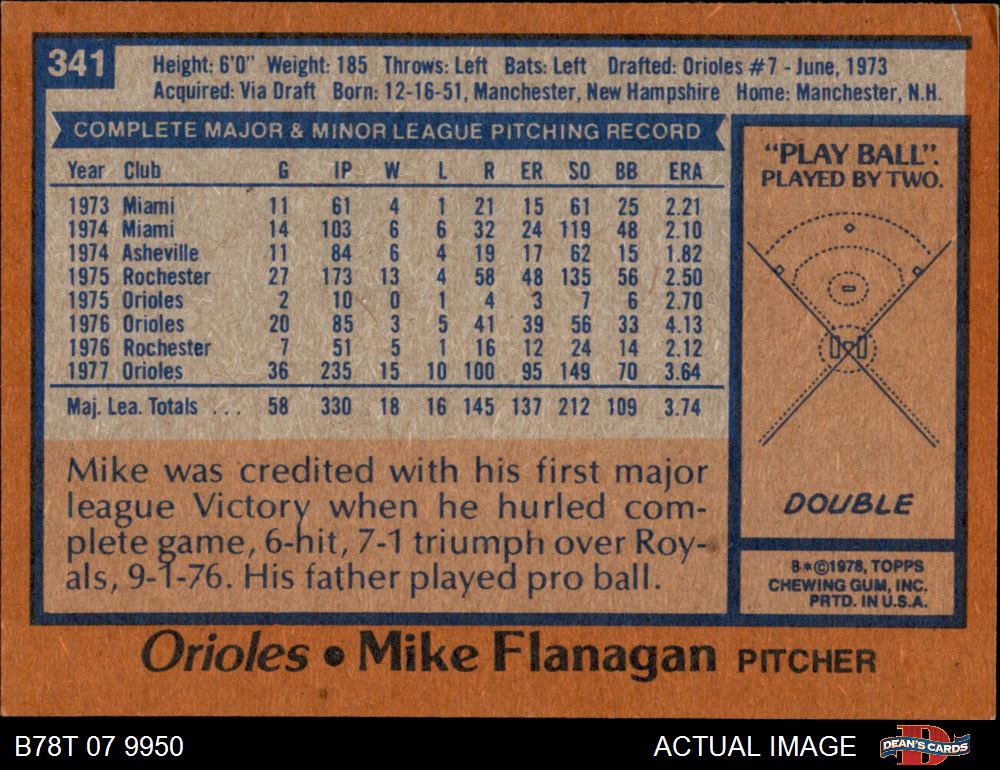 341
Height: 6'0" Weight: 185 Throws: Left Bats: Left Drafted: Orioles #7 - June, 1973
Acquired: Via Draft Born: 12-16-51, Manchester, New Hampshire Home: Manchester, N.H.
COMPLETE MAJOR & MINOR LEAGUE PITCHING RECORD
Year Club G IP W L R ER SO BB ERA
1973 Miami 11 61 4 1 21 15 61 25 2.21
1974 Miami 14 103 6 6 32 24 119 48 2.10
1974 Asheville 11 84 6 4 19 17 62 15 1.82
1975 Rochester 27 173 13 4 58 48 135 56 2.50
1975 Orioles 2 10 0 1 4 3 7 6 2.70
1976 Orioles 20 85 3 5 41 39 56 33 4.13
1976 Rochester 7 51 5 1 16 12 24 14 2.12
1977 Orioles 36 235 15 10 100 95 149 70 3.64
Maj. Lea. Totals ... 58 330 18 16 145 137 212 109 3.74
Mike was credited with his first major
league Victory when he hurled com-
plete game, 6-hit, 7-1 triumph over Roy-
als, 9-1-76. His father played pro ball.
"PLAY BALL".
PLAYED BY TWO.
DOUBLE
B*©1978, TOPPS
CHEWING GUM, INC.
PRTD. IN U.S.A.
Orioles • Mike Flanagan PITCHER
B78T 07 9950
ACTUAL IMAGE
D
DEAN'S CARDS